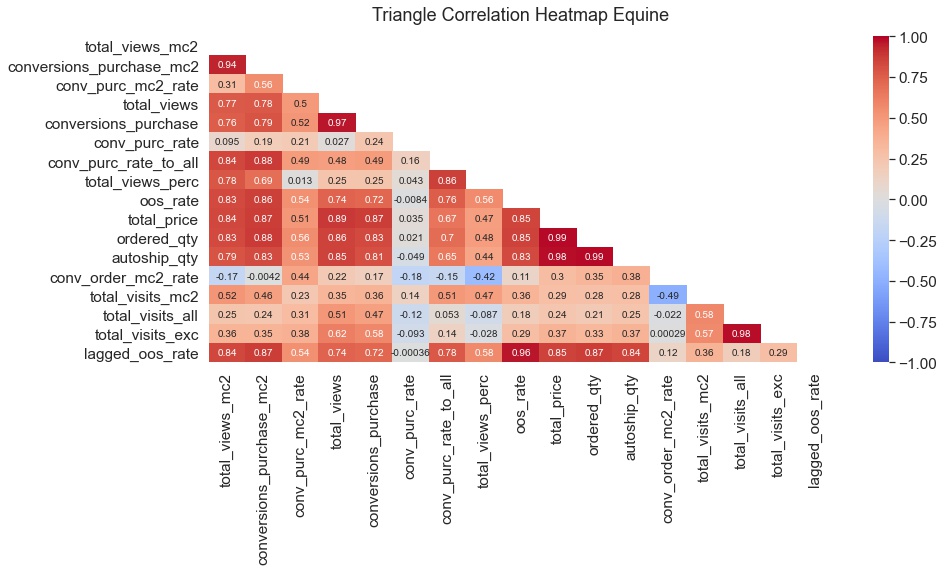 Triangle Correlation Heatmap Equine
total_views_mc2
conversions_purchase_mc2 0.94
conv_purc_mc2_rate 0.31 0.56
total_views 0.77 0.78 0.5
conversions_purchase 0.76 0.79 0.52 0.97
conv_purc_rate 0.095 0.19 0.21 0.027 0.24
conv_purc_rate_to_all 0.84 0.88 0.49 0.48 0.49 0.16
total_views_perc 0.78 0.69 0.013 0.25 0.25 0.043 0.86
oos_rate 0.83 0.86 0.54 0.74 0.72 -0.0084 0.76 0.56
total_price 0.84 0.87 0.51 0.89 0.87 0.035 0.67 0.47 0.85
ordered_qty 0.83 0.88 0.56 0.86 0.83 0.021 0.7 0.48 0.85 0.99
autoship_qty 0.79 0.83 0.53 0.85 0.81 -0.049 0.65 0.44 0.83 0.98 0.99
conv_order_mc2_rate -0.17 -0.0042 0.44 0.22 0.17 -0.18 -0.15 -0.42 0.11 0.3 0.35 0.38
total_visits_mc2 0.52 0.46 0.23 0.35 0.36 0.14 0.51 0.47 0.36 0.29 0.28 0.28 -0.49
total_visits_all 0.25 0.24 0.31 0.51 0.47 -0.12 0.053 -0.087 0.18 0.24 0.21 0.25 -0.022 0.58
total_visits_exc 0.36 0.35 0.38 0.62 0.58 -0.093 0.14 -0.028 0.29 0.37 0.33 0.37 0.00029 0.57 0.98
lagged_oos_rate 0.84 0.87 0.54 0.74 0.72 -0.00036 0.78 0.58 0.96 0.85 0.87 0.84 0.12 0.36 0.18 0.29
total_views_mc2
conversions_purchase_mc2
conv_purc_mc2_rate
total_views
conversions_purchase
conv_purc_rate
conv_purc_rate_to_all
total_views_perc
oos_rate
total_price
ordered_qty
autoship_qty
conv_order_mc2_rate
total_visits_mc2
total_visits_all
total_visits_exc
lagged_oos_rate
1.00
0.75
0.50
0.25
0.00
−0.25
−0.50
−0.75
−1.00